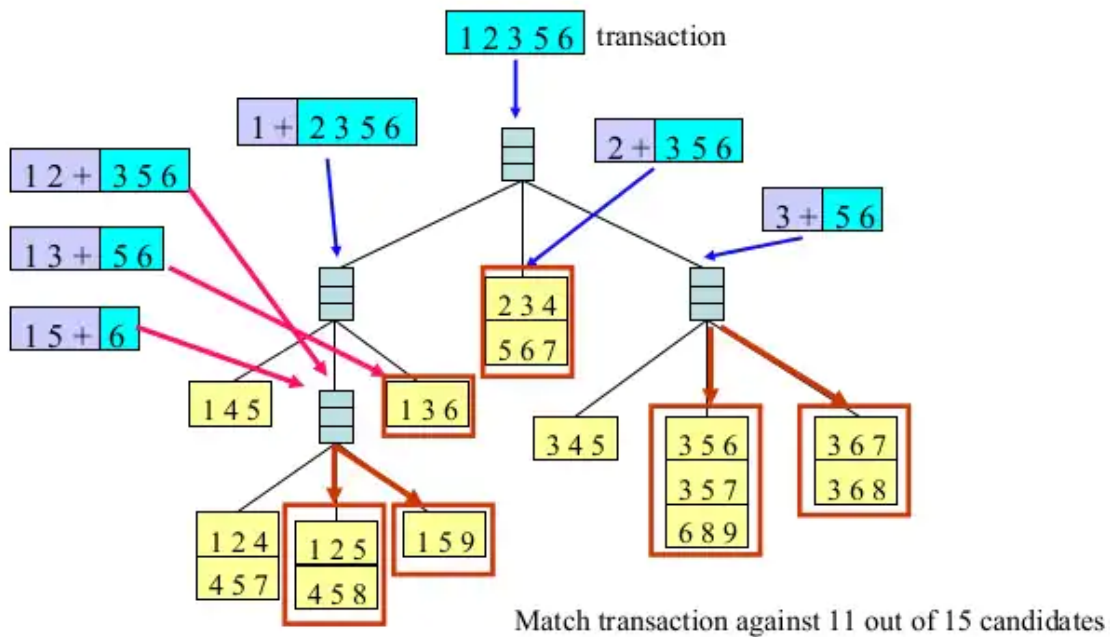 1 2 3 5 6 transaction
1 + 2 3 5 6
2 + 3 5 6
1 2 + 3 5 6
3 + 5 6
1 3 + 5 6
1 5 + 6
2 3 4
5 6 7
1 4 5
1 3 6
3 4 5
3 5 6
3 5 7
6 8 9
3 6 7
3 6 8
1 2 4
4 5 7
1 2 5
4 5 8
1 5 9
Match transaction against 11 out of 15 candidates